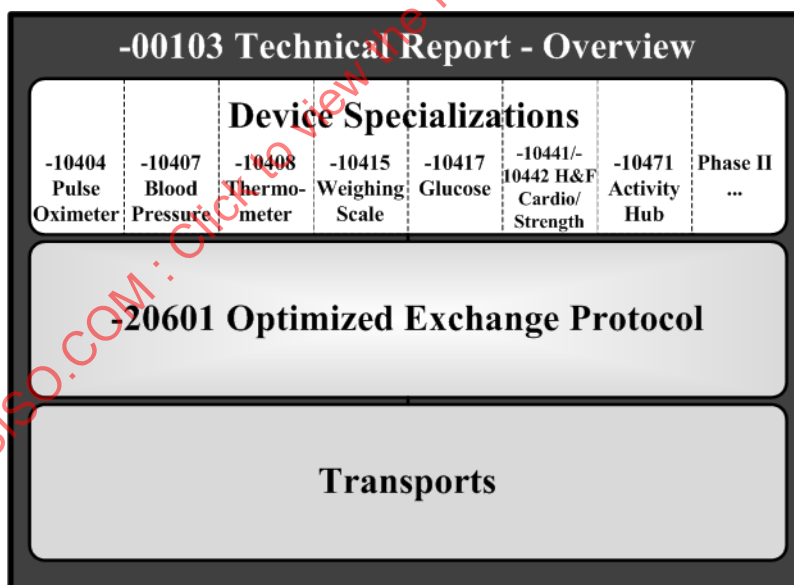 -00103 Technical Report - Overview
Device Specializations
-10404
Pulse
Oximeter
-10407
Blood
Pressure
-10408
Thermo-
meter
-10415
Weighing
Scale
-10417
Glucose
-10441/-
10442 H&F
Cardio/
Strength
-10471
Activity
Hub
Phase II
...
-20601 Optimized Exchange Protocol
Transports
ISO.COM : Click to view the